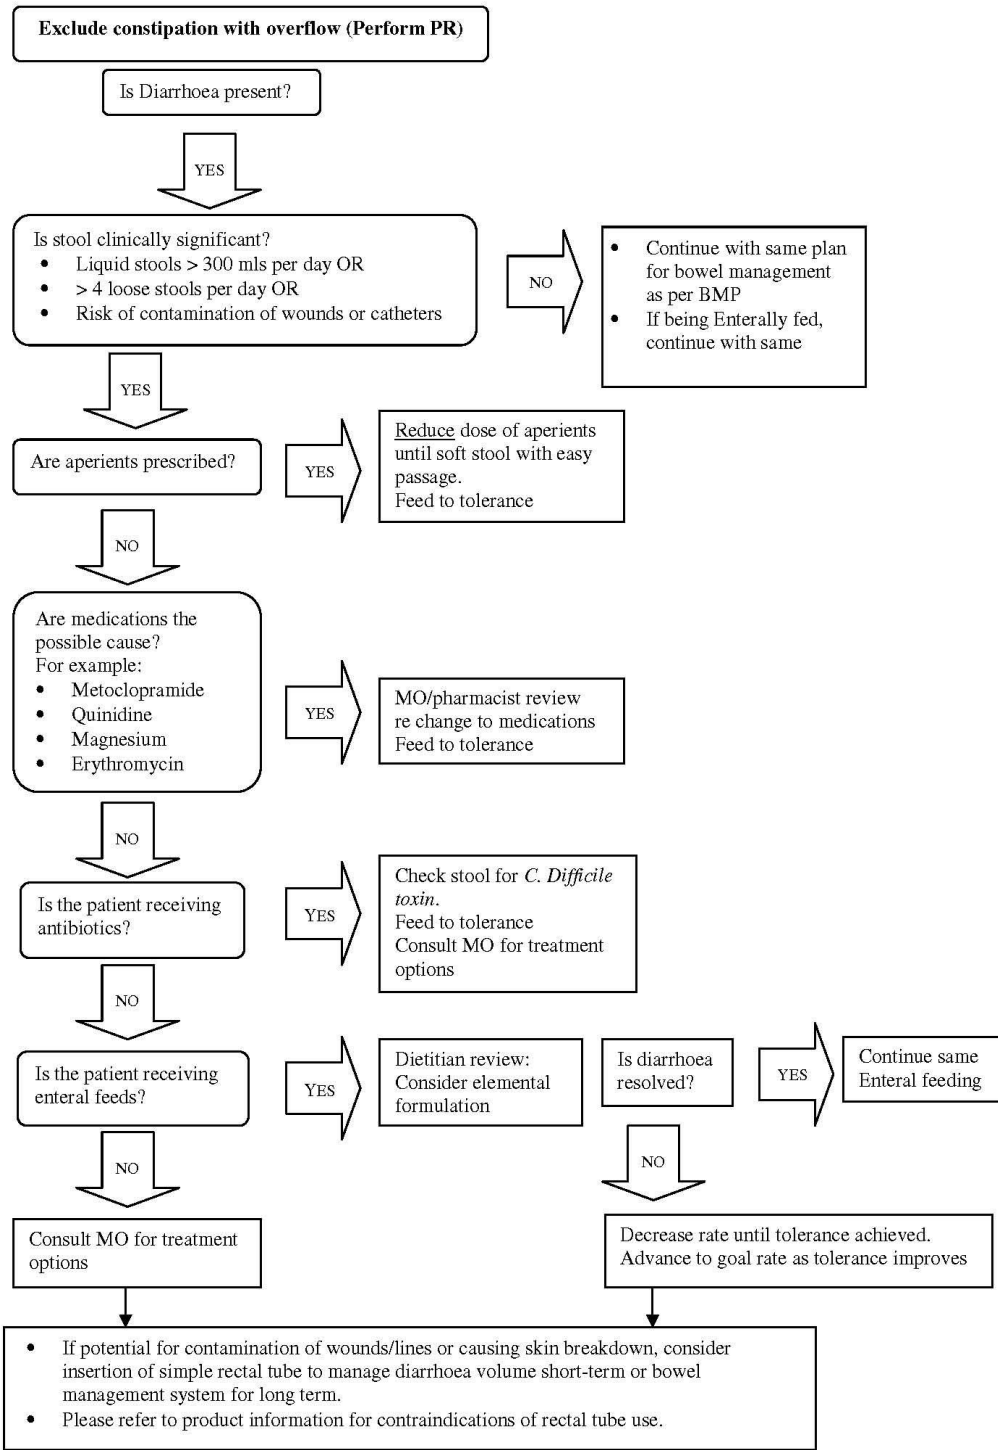 Exclude constipation with overflow (Perform PR)
Is Diarrhoea present?
YES
Is stool clinically significant?
• Liquid stools > 300 mls per day OR
• > 4 loose stools per day OR
• Risk of contamination of wounds or catheters
NO
• Continue with same plan
for bowel management
as per BMP
• If being Enterally fed,
continue with same
YES
Are aperients prescribed?
YES
Reduce dose of aperients
until soft stool with easy
passage.
Feed to tolerance
NO
Are medications the
possible cause?
For example:
• Metoclopramide
• Quinidine
• Magnesium
• Erythromycin
YES
MO/pharmacist review
re change to medications
Feed to tolerance
NO
Is the patient receiving
antibiotics?
YES
Check stool for C. Difficile
toxin.
Feed to tolerance
Consult MO for treatment
options
NO
Is the patient receiving
enteral feeds?
YES
Dietitian review:
Consider elemental
formulation
Is diarrhoea
resolved?
YES
Continue same
Enteral feeding
NO
NO
Consult MO for treatment
options
Decrease rate until tolerance achieved.
Advance to goal rate as tolerance improves
• If potential for contamination of wounds/lines or causing skin breakdown, consider
insertion of simple rectal tube to manage diarrhoea volume short-term or bowel
management system for long term.
• Please refer to product information for contraindications of rectal tube use.